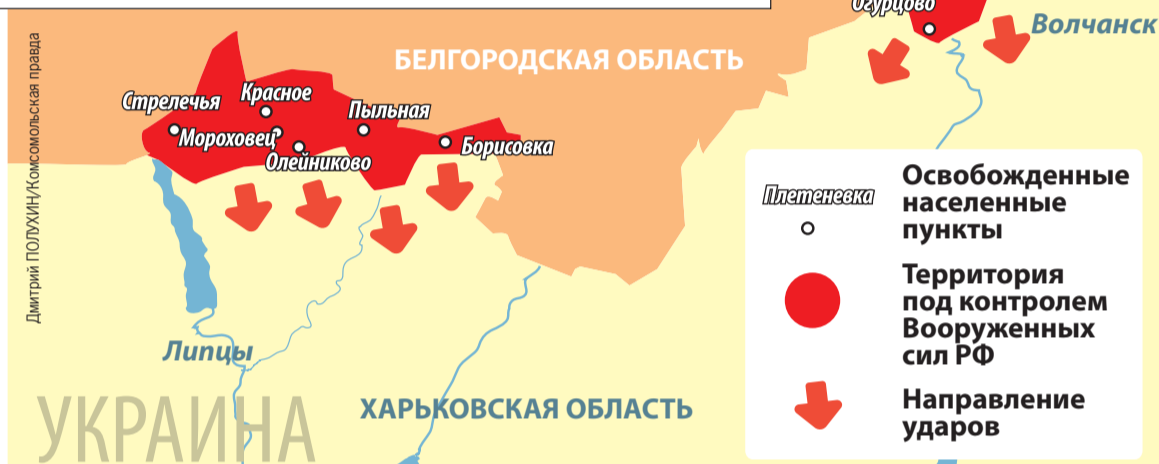 Огурцово
Волчанск
БЕЛГОРОДСКАЯ ОБЛАСТЬ
Стрелечья
Красное
Пыльная
Мороховец
Борисовка
Олейниково
Дмитрий ПОЛУХИН/Комсомольская правда
Липцы
УКРАИНА
ХАРЬКОВСКАЯ ОБЛАСТЬ
Плетеневка
Освобожденные
населенные
пункты
Территория
под контролем
Вооруженных
сил РФ
Направление
ударов